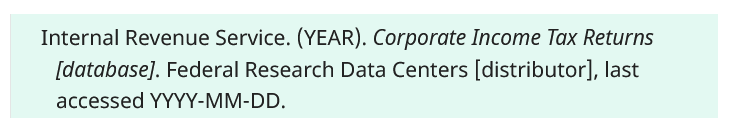 Internal Revenue Service. (YEAR). Corporate Income Tax Returns
[database]. Federal Research Data Centers [distributor], last
accessed YYYY-MM-DD.